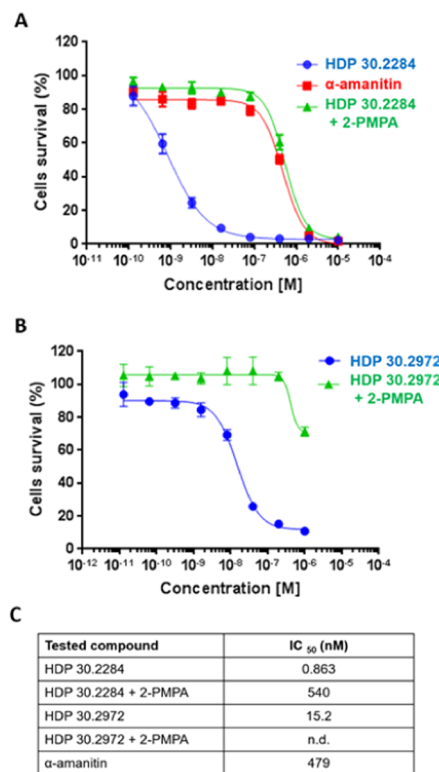 A
120
100
80
60
40
20
0
Cells survival (%)
HDP 30.2284
α-amanitin
HDP 30.2284
+ 2-PMPA
10-11 10-10 10-9 10-8 10-7 10-6 10-5 10-4
Concentration [M]
B
120
100
80
60
40
20
0
Cells survival (%)
HDP 30.2972
HDP 30.2972
+ 2-PMPA
10-12 10-11 10-10 10-9 10-8 10-7 10-6 10-5 10-4
Concentration [M]
C
Tested compound IC 50 (nM)
HDP 30.2284 0.863
HDP 30.2284 + 2-PMPA 540
HDP 30.2972 15.2
HDP 30.2972 + 2-PMPA n.d.
α-amanitin 479